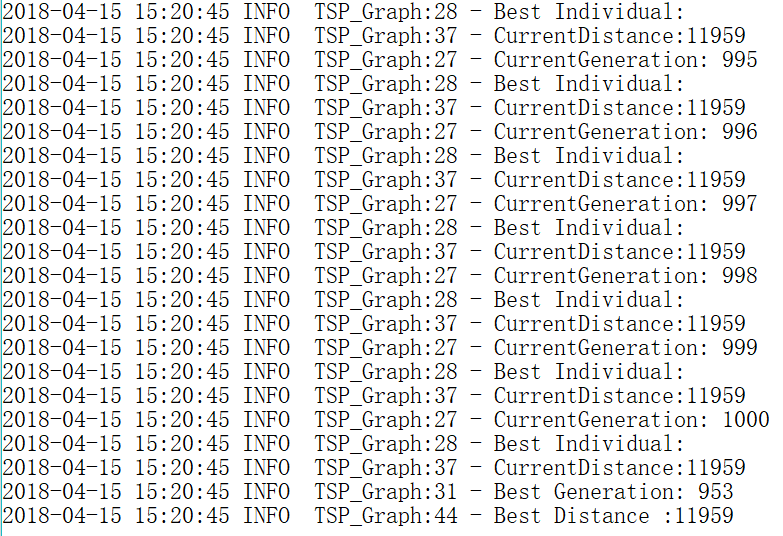 2018-04-15 15:20:45 INFO  TSP_Graph:28 - Best Individual:
2018-04-15 15:20:45 INFO  TSP_Graph:37 - CurrentDistance:11959
2018-04-15 15:20:45 INFO  TSP_Graph:27 - CurrentGeneration: 995
2018-04-15 15:20:45 INFO  TSP_Graph:28 - Best Individual:
2018-04-15 15:20:45 INFO  TSP_Graph:37 - CurrentDistance:11959
2018-04-15 15:20:45 INFO  TSP_Graph:27 - CurrentGeneration: 996
2018-04-15 15:20:45 INFO  TSP_Graph:28 - Best Individual:
2018-04-15 15:20:45 INFO  TSP_Graph:37 - CurrentDistance:11959
2018-04-15 15:20:45 INFO  TSP_Graph:27 - CurrentGeneration: 997
2018-04-15 15:20:45 INFO  TSP_Graph:28 - Best Individual:
2018-04-15 15:20:45 INFO  TSP_Graph:37 - CurrentDistance:11959
2018-04-15 15:20:45 INFO  TSP_Graph:27 - CurrentGeneration: 998
2018-04-15 15:20:45 INFO  TSP_Graph:28 - Best Individual:
2018-04-15 15:20:45 INFO  TSP_Graph:37 - CurrentDistance:11959
2018-04-15 15:20:45 INFO  TSP_Graph:27 - CurrentGeneration: 999
2018-04-15 15:20:45 INFO  TSP_Graph:28 - Best Individual:
2018-04-15 15:20:45 INFO  TSP_Graph:37 - CurrentDistance:11959
2018-04-15 15:20:45 INFO  TSP_Graph:27 - CurrentGeneration: 1000
2018-04-15 15:20:45 INFO  TSP_Graph:28 - Best Individual:
2018-04-15 15:20:45 INFO  TSP_Graph:37 - CurrentDistance:11959
2018-04-15 15:20:45 INFO  TSP_Graph:31 - Best Generation: 953
2018-04-15 15:20:45 INFO  TSP_Graph:44 - Best Distance :11959